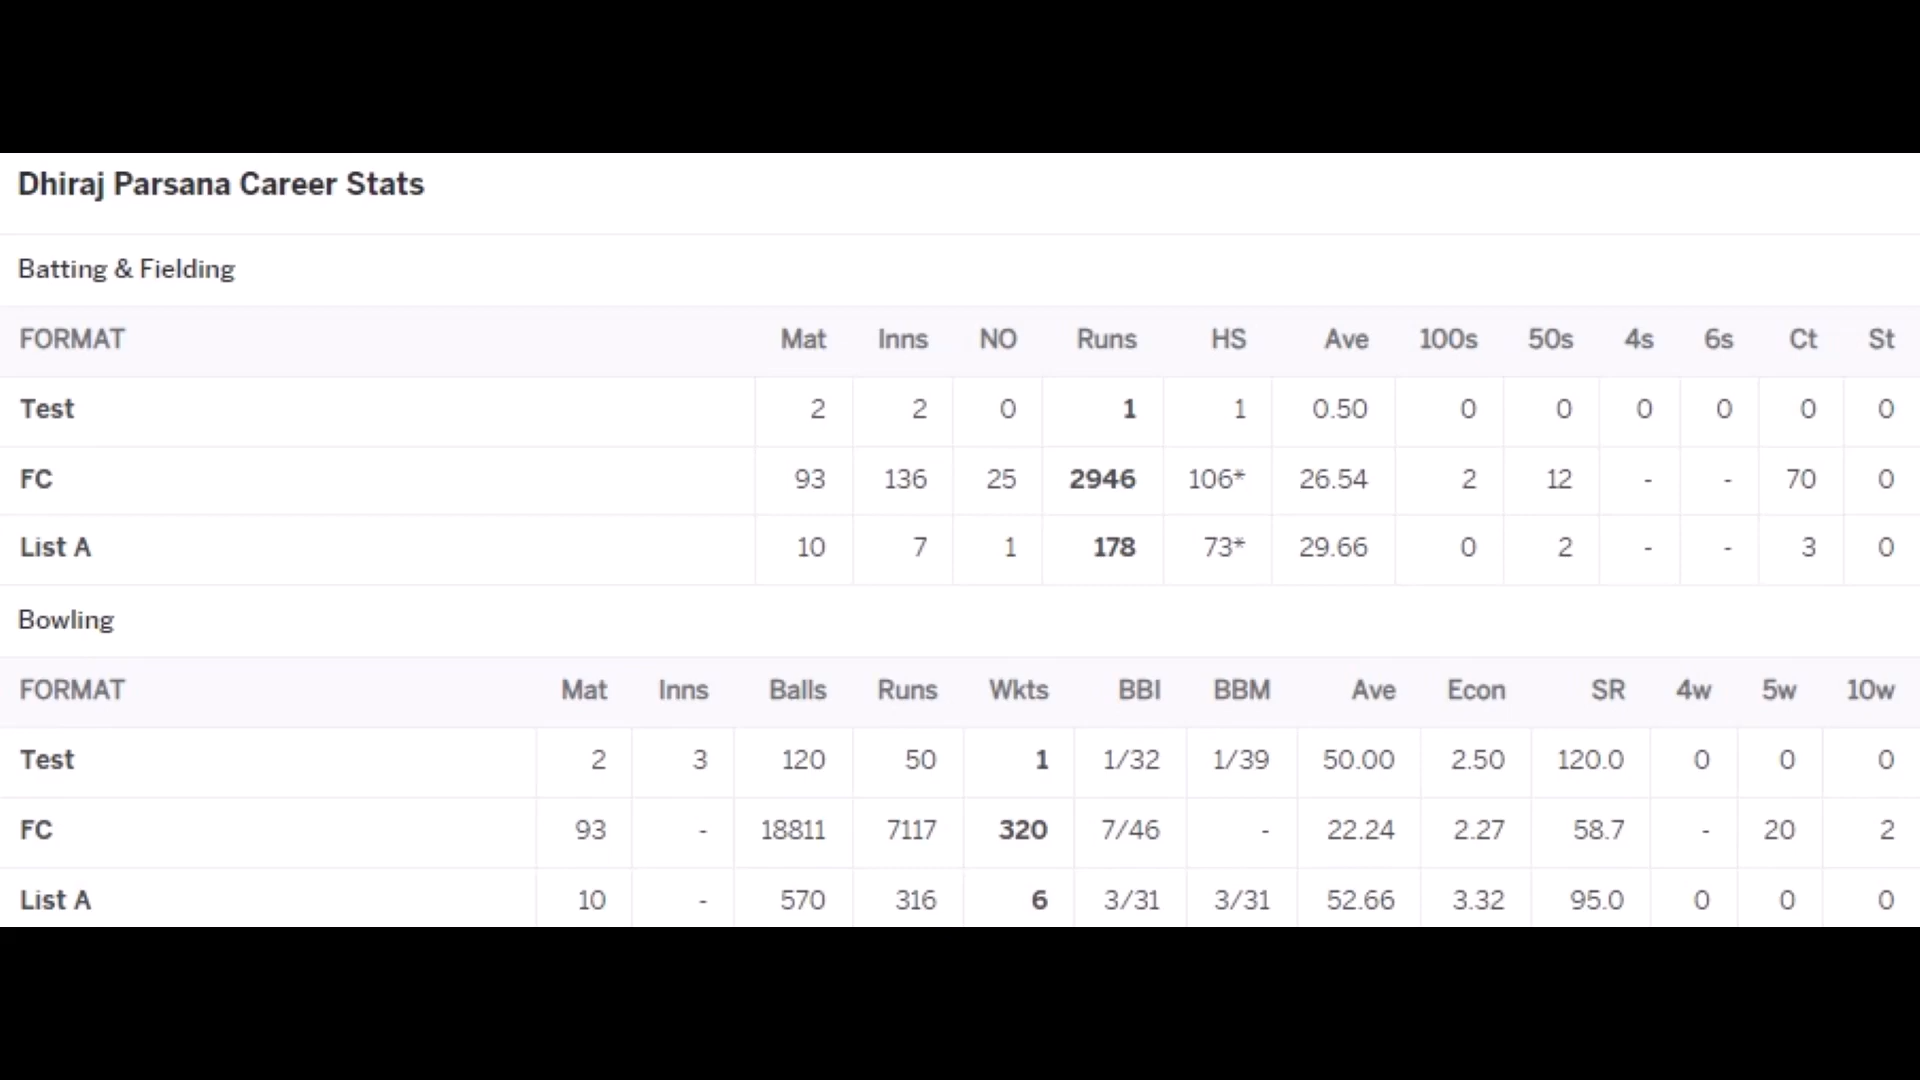 Dhiraj Parsana Career Stats
Batting & Fielding
FORMAT Mat Inns NO Runs HS Ave 100s 50s 4s 6s Ct St
Test 2 2 0 1 1 0.50 0 0 0 0 0 0
FC 93 136 25 2946 106* 26.54 2 12 - - 70 0
List A 10 7 1 178 73* 29.66 0 2 - - 3 0
Bowling
FORMAT Mat Inns Balls Runs Wkts BBI BBM Ave Econ SR 4w 5w 10w
Test 2 3 120 50 1 1/32 1/39 50.00 2.50 120.0 0 0 0
FC 93 - 18811 7117 320 7/46 - 22.24 2.27 58.7 - 20 2
List A 10 - 570 316 6 3/31 3/31 52.66 3.32 95.0 0 0 0